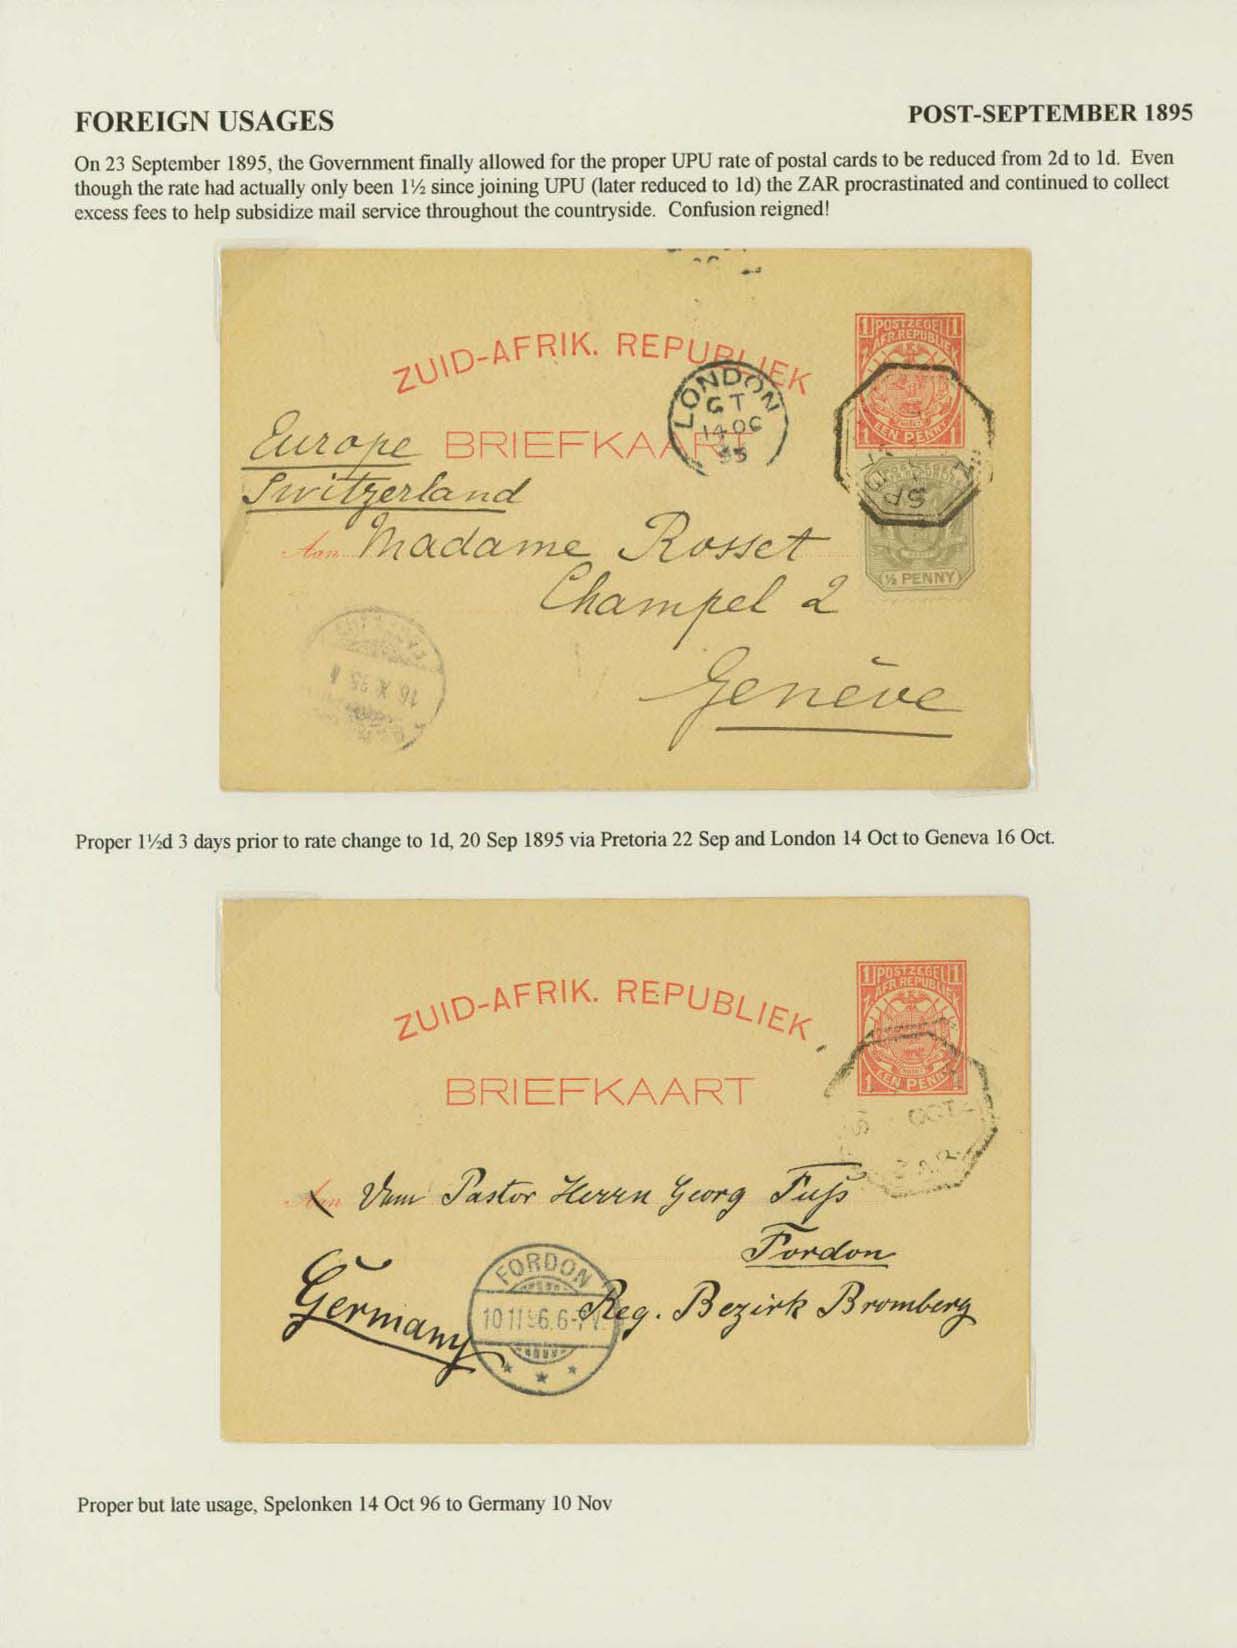 FOREIGN USAGES
POST-SEPTEMBER 1895
On 23 September 1895, the Government finally allowed for the proper UPU rate of postal cards to be reduced from 2d to 1d. Even
though the rate had actually only been 1½ since joining UPU (later reduced to 1d) the ZAR procrastinated and continued to collect
excess fees to help subsidize mail service throughout the countryside. Confusion reigned!
1 POSTZEGEL 1
AFR. REPUBLIEK
1 EEN PENNY
ZUID-AFRIK. REPUBLIEK
BRIEFKAART
LONDON
14 OC
95
Europe
Switzerland
Aan Madame Rosset
Champel 2
Genève
½ PENNY
16 X 95
Proper 1½d 3 days prior to rate change to 1d, 20 Sep 1895 via Pretoria 22 Sep and London 14 Oct to Geneva 16 Oct.
1 POSTZEGEL 1
AFR REPUBLIEK
1 EEN PENNY
ZUID-AFRIK. REPUBLIEK
BRIEFKAART
OCT
Z.A.R.
Aan Dem Pastor Herrn Georg Fuß
Fordon
Reg. Bezirk Bromberg
Germany
FORDON
10 11 96 6-7 V.
Proper but late usage, Spelonken 14 Oct 96 to Germany 10 Nov